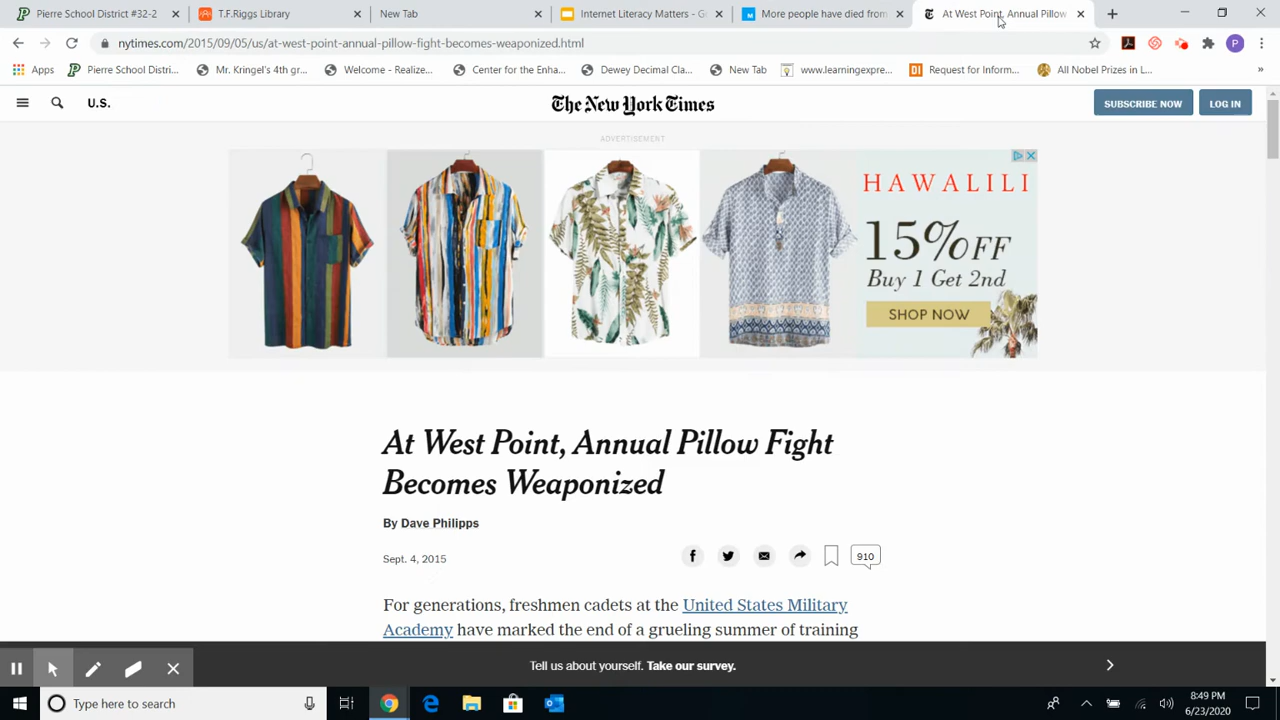 Pierre School District #32-2
T.F.Riggs Library
New Tab
Internet Literacy Matters - G
More people have died from
At West Point, Annual Pillow
nytimes.com/2015/09/05/us/at-west-point-annual-pillow-fight-becomes-weaponized.html
P
Apps
Pierre School Distri...
Mr. Kringel's 4th gr...
Welcome - Realize...
Center for the Enha...
Dewey Decimal Cla...
New Tab
www.learningexpre...
DI
Request for Inform...
All Nobel Prizes in L...
»
U.S.
The New York Times
SUBSCRIBE NOW
LOG IN
ADVERTISEMENT
HAWALILI
15%OFF
Buy 1 Get 2nd
SHOP NOW
At West Point, Annual Pillow Fight
Becomes Weaponized
By Dave Philipps
Sept. 4, 2015
910
For generations, freshmen cadets at the United States Military
Academy have marked the end of a grueling summer of training
Tell us about yourself. Take our survey.
Type here to search
8:49 PM
6/23/2020